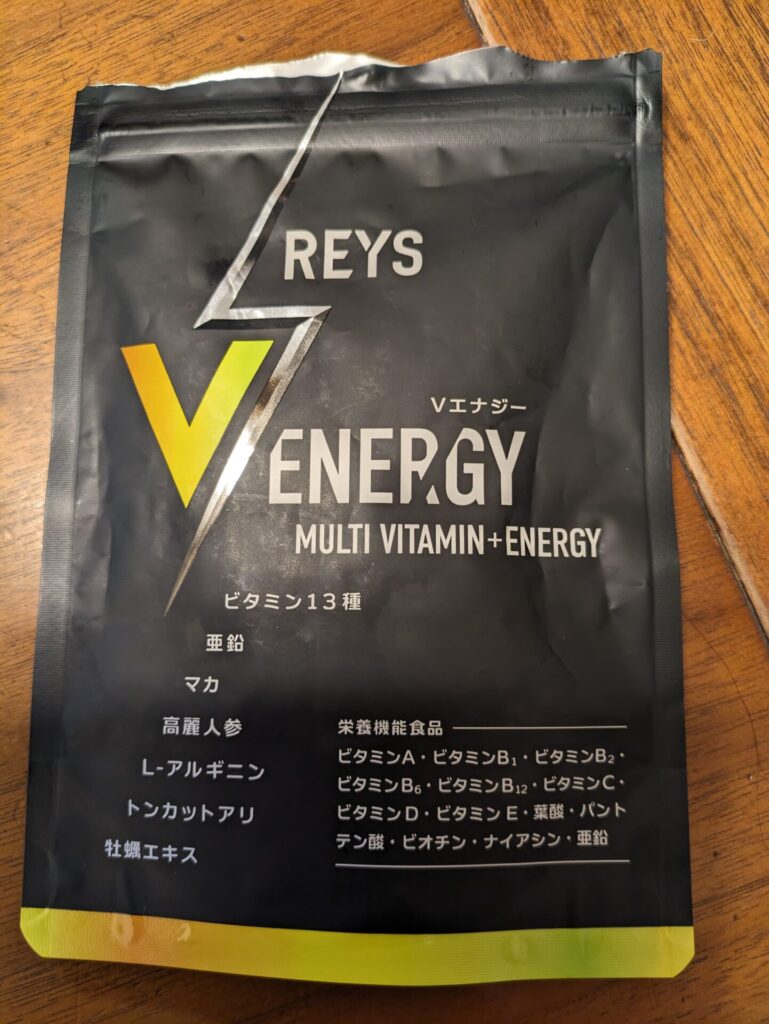 REYS
V
Vエナジー
ENERGY
MULTI VITAMIN+ENERGY
ビタミン13種
亜鉛
マカ
高麗人参
L-アルギニン
トンカットアリ
牡蠣エキス
栄養機能食品
ビタミンA・ビタミンB₁・ビタミンB₂・
ビタミンB₆・ビタミンB₁₂・ビタミンC・
ビタミンD・ビタミンE・葉酸・パント
テン酸・ビオチン・ナイアシン・亜鉛